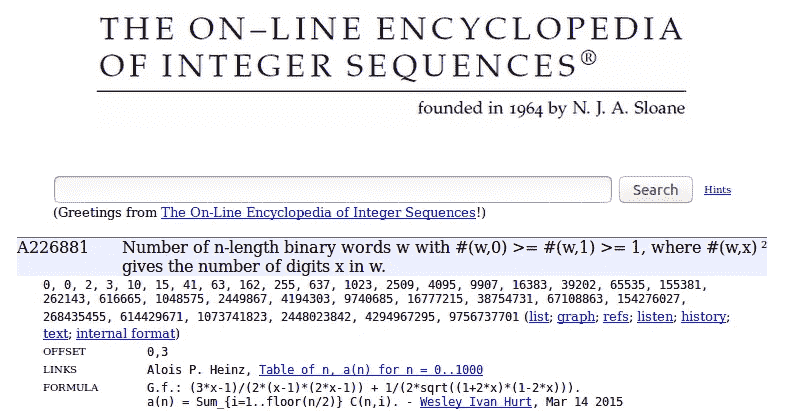 THE ON–LINE ENCYCLOPEDIA
OF INTEGER SEQUENCES®
founded in 1964 by N. J. A. Sloane
Search Hints
(Greetings from The On-Line Encyclopedia of Integer Sequences!)
A226881 Number of n-length binary words w with #(w,0) >= #(w,1) >= 1, where #(w,x) 2
gives the number of digits x in w.
0, 0, 2, 3, 10, 15, 41, 63, 162, 255, 637, 1023, 2509, 4095, 9907, 16383, 39202, 65535, 155381,
262143, 616665, 1048575, 2449867, 4194303, 9740685, 16777215, 38754731, 67108863, 154276027,
268435455, 614429671, 1073741823, 2448023842, 4294967295, 9756737701 (list; graph; refs; listen; history;
text; internal format)
OFFSET 0,3
LINKS Alois P. Heinz, Table of n, a(n) for n = 0..1000
FORMULA G.f.: (3*x-1)/(2*(x-1)*(2*x-1)) + 1/(2*sqrt((1+2*x)*(1-2*x))).
a(n) = Sum_{i=1..floor(n/2)} C(n,i). - Wesley Ivan Hurt, Mar 14 2015